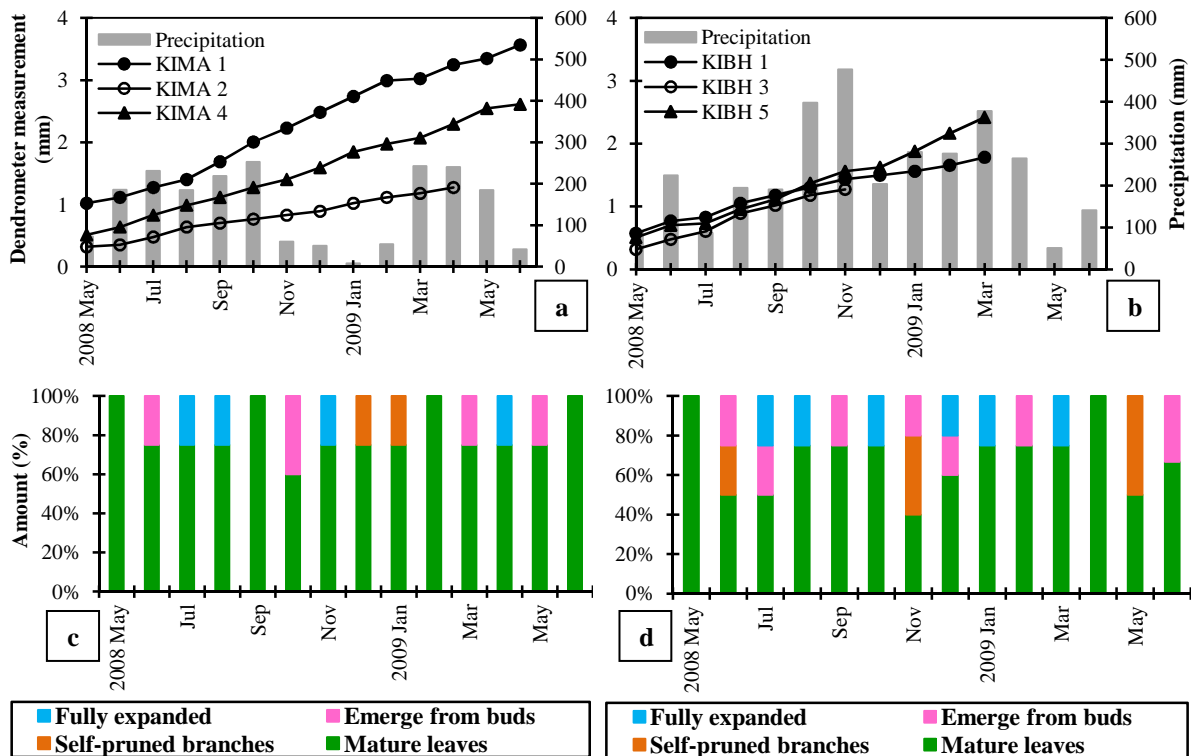 4
3
2
1
0
Dendrometer measurement
(mm)
Precipitation
KIMA 1
KIMA 2
KIMA 4
600
500
400
300
200
100
0
2008 May
Jul
Sep
Nov
2009 Jan
Mar
May
a
4
3
2
1
0
Precipitation
KIBH 1
KIBH 3
KIBH 5
600
500
400
300
200
100
0
Precipitation (mm)
2008 May
Jul
Sep
Nov
2009 Jan
Mar
May
b
100%
80%
60%
40%
20%
0%
Amount (%)
2008 May
Jul
Sep
Nov
2009 Jan
Mar
May
c
100%
80%
60%
40%
20%
0%
2008 May
Jul
Sep
Nov
2009 Jan
Mar
May
d
Fully expanded Emerge from buds
Self-pruned branches Mature leaves
Fully expanded Emerge from buds
Self-pruned branches Mature leaves